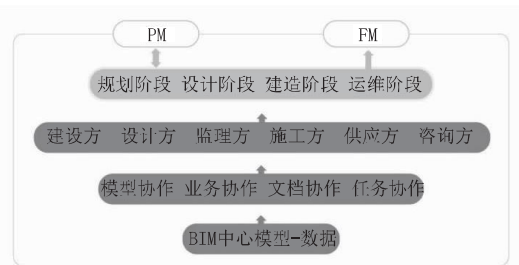 PM FM
规划阶段 设计阶段 建造阶段 运维阶段
建设方 设计方 监理方 施工方 供应方 咨询方
模型协作 业务协作 文档协作 任务协作
BIM中心模型-数据